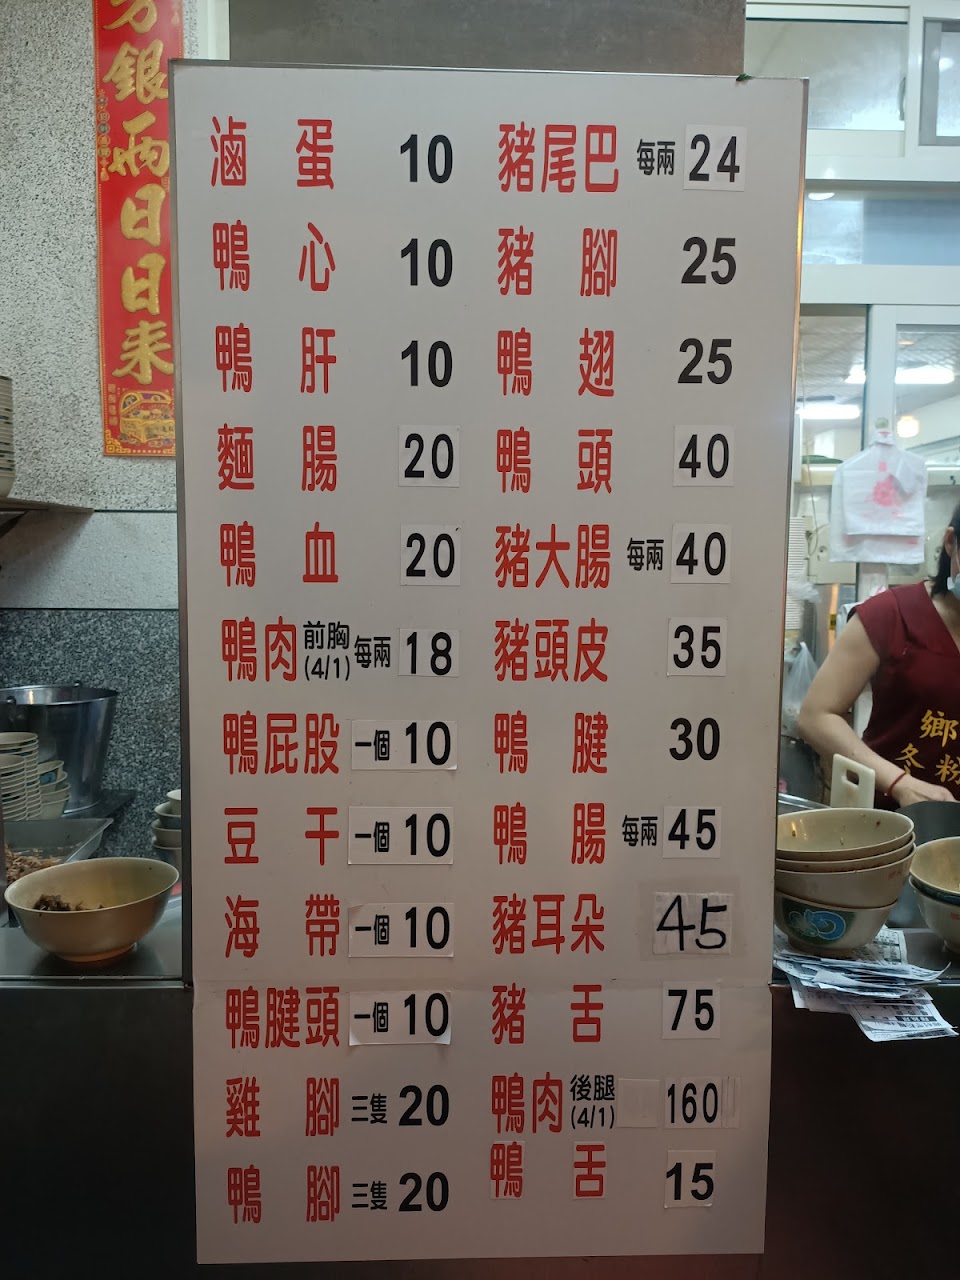 方銀兩日日來
滷蛋 10
鴨心 10
鴨肝 10
麵腸 20
鴨血 20
鴨肉 前胸(4/1) 每兩 18
鴨屁股 一個 10
豆干 一個 10
海帶 一個 10
鴨腱頭 一個 10
雞腳 三隻 20
鴨腳 三隻 20
豬尾巴 每兩 24
豬腳 25
鴨翅 25
鴨頭 40
豬大腸 每兩 40
豬頭皮 35
鴨腱 30
鴨腸 每兩 45
豬耳朵 45
豬舌 75
鴨肉 後腿(4/1) 160
鴨舌 15
鄉
冬粉